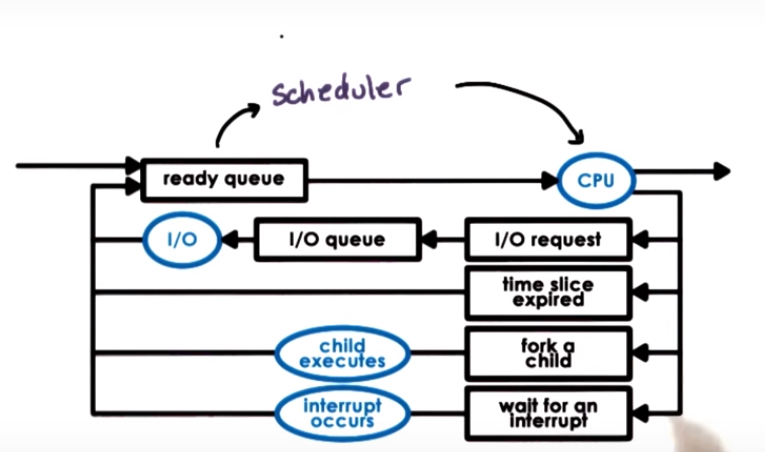 scheduler
ready queue
CPU
I/O
I/O queue
I/O request
time slice
expired
child
executes
fork a
child
interrupt
occurs
wait for an
interrupt